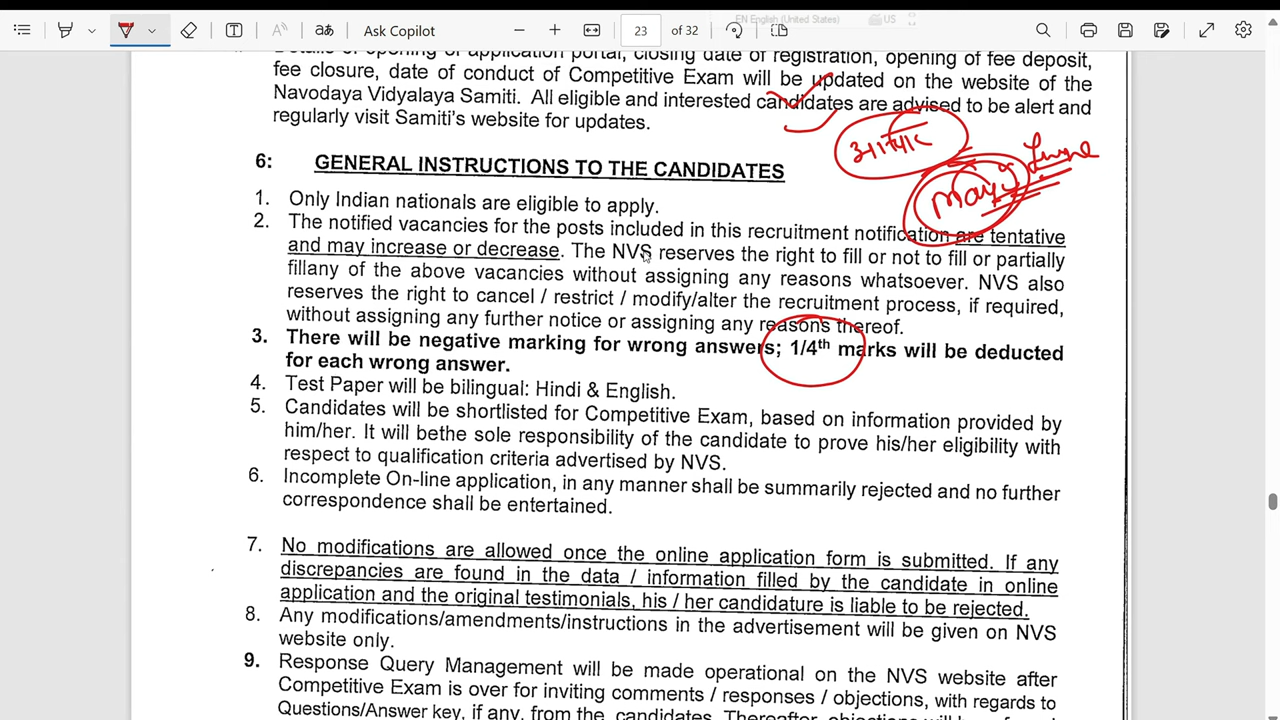 Ask Copilot
23 of 32
EN English (United States)
US
Details of opening of application portal, closing date of registration, opening of fee deposit,
fee closure, date of conduct of Competitive Exam will be updated on the website of the
Navodaya Vidyalaya Samiti. All eligible and interested candidates are advised to be alert and
regularly visit Samiti's website for updates.
6: GENERAL INSTRUCTIONS TO THE CANDIDATES
June
May
1. Only Indian nationals are eligible to apply.
2. The notified vacancies for the posts included in this recruitment notification are tentative
and may increase or decrease. The NVS reserves the right to fill or not to fill or partially
fillany of the above vacancies without assigning any reasons whatsoever. NVS also
reserves the right to cancel / restrict / modify/alter the recruitment process, if required,
without assigning any further notice or assigning any reasons thereof.
3. There will be negative marking for wrong answers; 1/4th marks will be deducted
for each wrong answer.
4. Test Paper will be bilingual: Hindi & English.
5. Candidates will be shortlisted for Competitive Exam, based on information provided by
him/her. It will bethe sole responsibility of the candidate to prove his/her eligibility with
respect to qualification criteria advertised by NVS.
6. Incomplete On-line application, in any manner shall be summarily rejected and no further
correspondence shall be entertained.
7. No modifications are allowed once the online application form is submitted. If any
discrepancies are found in the data / information filled by the candidate in online
application and the original testimonials, his / her candidature is liable to be rejected.
8. Any modifications/amendments/instructions in the advertisement will be given on NVS
website only.
9. Response Query Management will be made operational on the NVS website after
Competitive Exam is over for inviting comments / responses / objections, with regards to
Questions/Answer key, if any, from the candidates. Thereafter, objections will